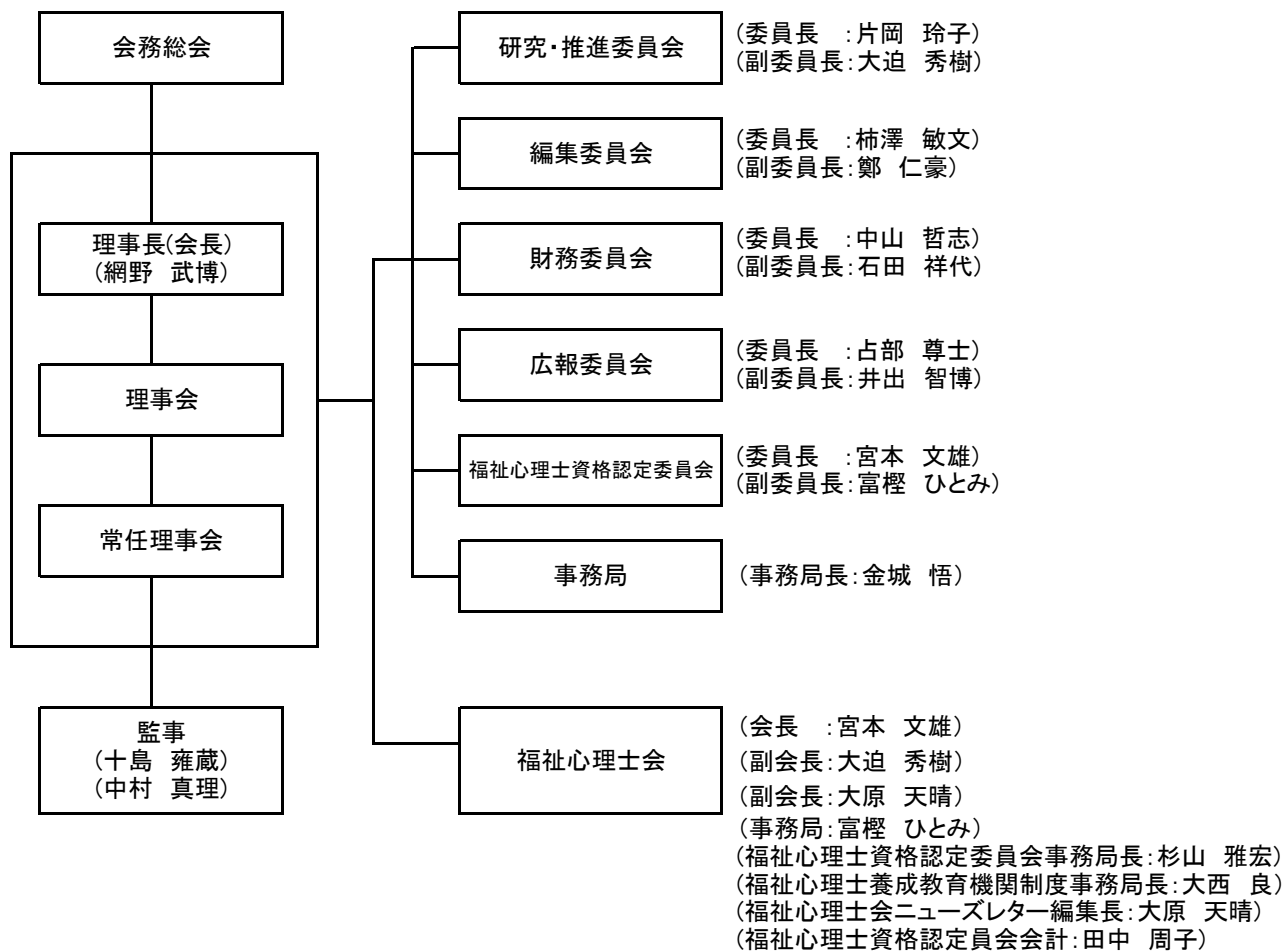 会務総会
理事長(会長)
(網野 武博)
理事会
常任理事会
監事
(十島 雍蔵)
(中村 真理)
研究・推進委員会
(委員長 :片岡 玲子)
(副委員長:大迫 秀樹)
編集委員会
(委員長 :柿澤 敏文)
(副委員長:鄭 仁豪)
財務委員会
(委員長 :中山 哲志)
(副委員長:石田 祥代)
広報委員会
(委員長 :占部 尊士)
(副委員長:井出 智博)
福祉心理士資格認定委員会
(委員長 :宮本 文雄)
(副委員長:富樫 ひとみ)
事務局
(事務局長:金城 悟)
福祉心理士会
(会長 :宮本 文雄)
(副会長:大迫 秀樹)
(副会長:大原 天晴)
(事務局:富樫 ひとみ)
(福祉心理士資格認定委員会事務局長:杉山 雅宏)
(福祉心理士養成教育機関制度事務局長:大西 良)
(福祉心理士会ニューズレター編集長:大原 天晴)
(福祉心理士資格認定員会会計:田中 周子)